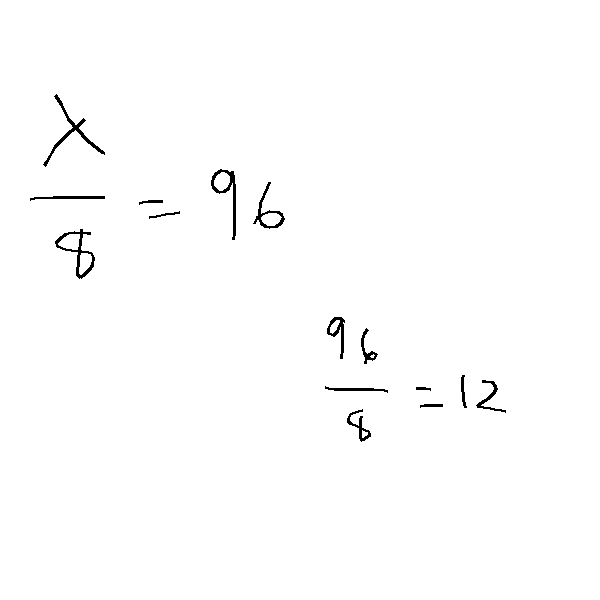 x/8 = 96
96/8 = 12